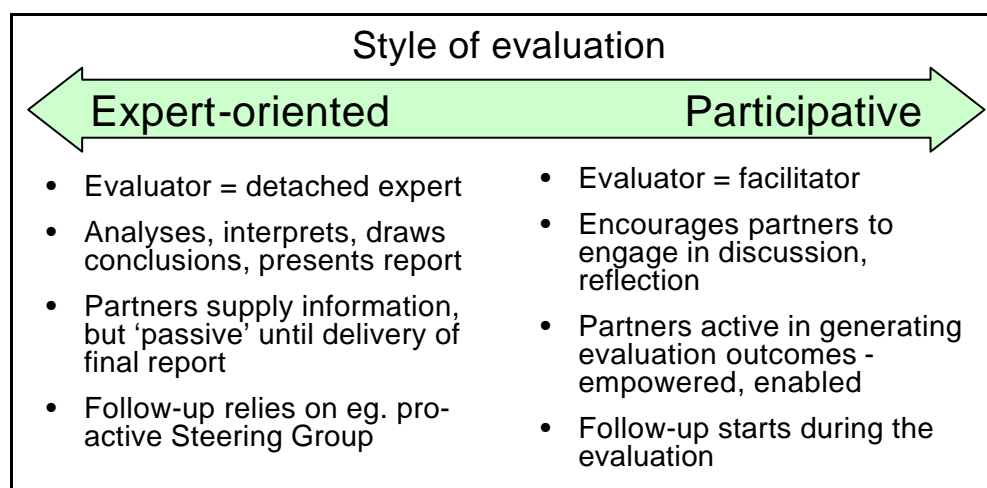 Style of evaluation
Expert-oriented
Participative
• Evaluator = detached expert
• Analyses, interprets, draws
conclusions, presents report
• Partners supply information,
but ‘passive’ until delivery of
final report
• Follow-up relies on eg. pro-
active Steering Group
• Evaluator = facilitator
• Encourages partners to
engage in discussion,
reflection
• Partners active in generating
evaluation outcomes -
empowered, enabled
• Follow-up starts during the
evaluation